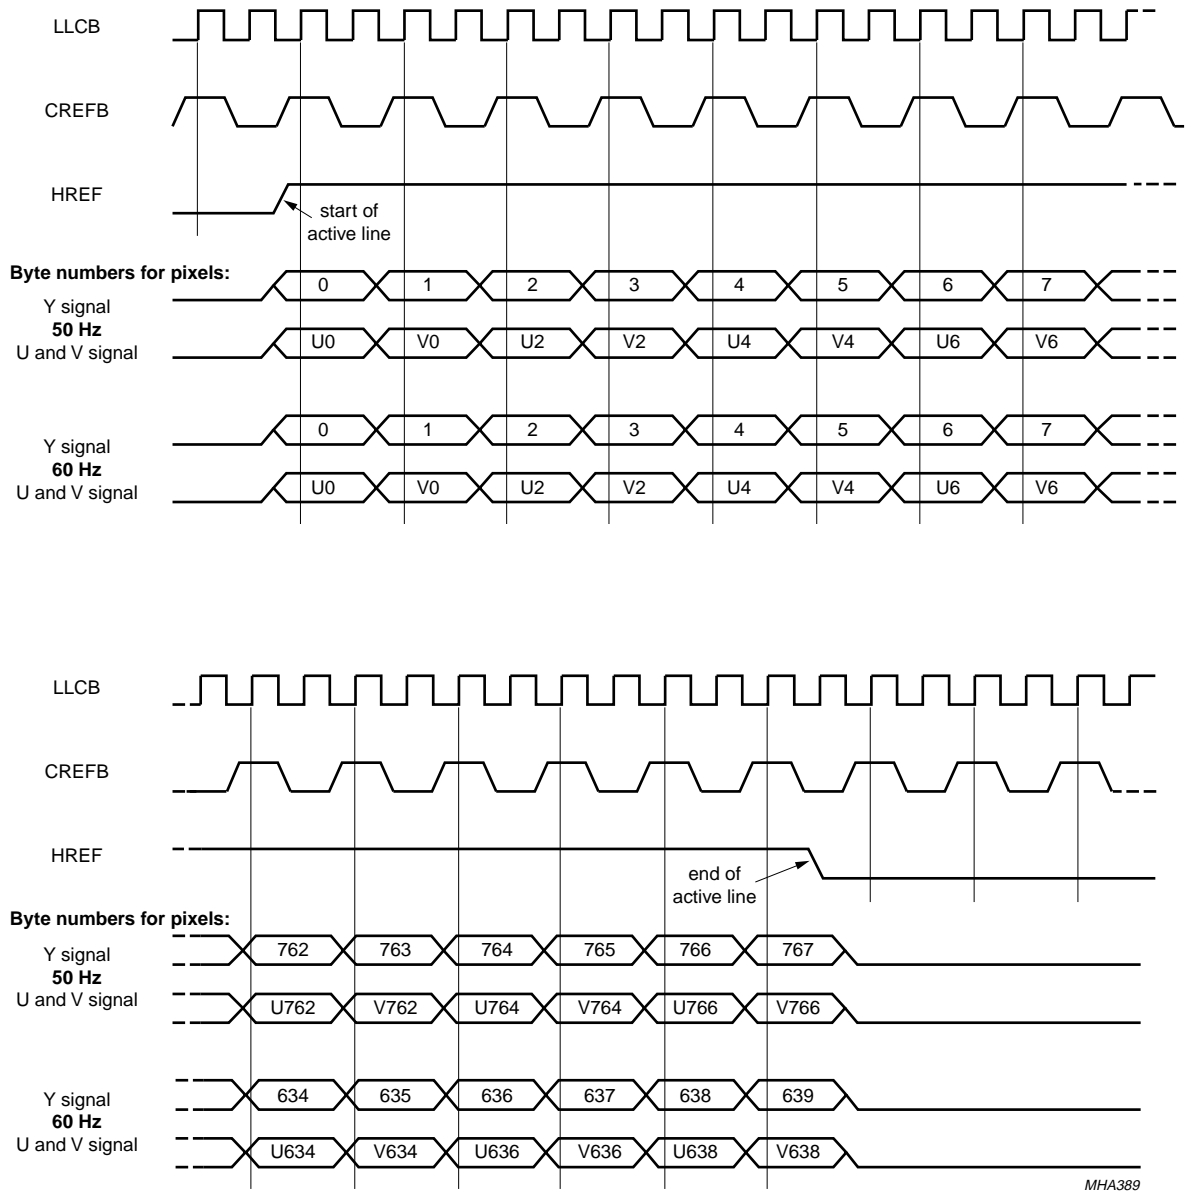 LLCB
CREFB
HREF
start of
active line
Byte numbers for pixels:
0 1 2 3 4 5 6 7
Y signal
50 Hz
U and V signal
U0 V0 U2 V2 U4 V4 U6 V6
0 1 2 3 4 5 6 7
Y signal
60 Hz
U and V signal
U0 V0 U2 V2 U4 V4 U6 V6
LLCB
CREFB
HREF
end of
active line
Byte numbers for pixels:
762 763 764 765 766 767
Y signal
50 Hz
U and V signal
U762 V762 U764 V764 U766 V766
634 635 636 637 638 639
Y signal
60 Hz
U and V signal
U634 V634 U636 V636 U638 V638
MHA389